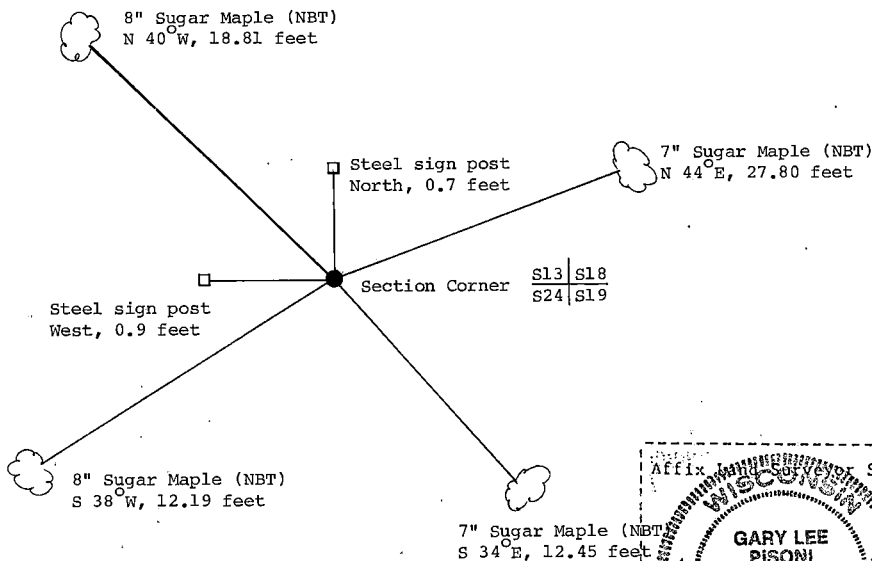 8" Sugar Maple (NBT)
N 40°W, 18.81 feet
Steel sign post
North, 0.7 feet
7" Sugar Maple (NBT)
N 44°E, 27.80 feet
Section Corner
S13 S18
S24 S19
Steel sign post
West, 0.9 feet
8" Sugar Maple (NBT)
S 38°W, 12.19 feet
7" Sugar Maple (NBT
S 34°E, 12.45 feet
Affix Land Surveyor S
WISCONSIN
GARY LEE
PISONI